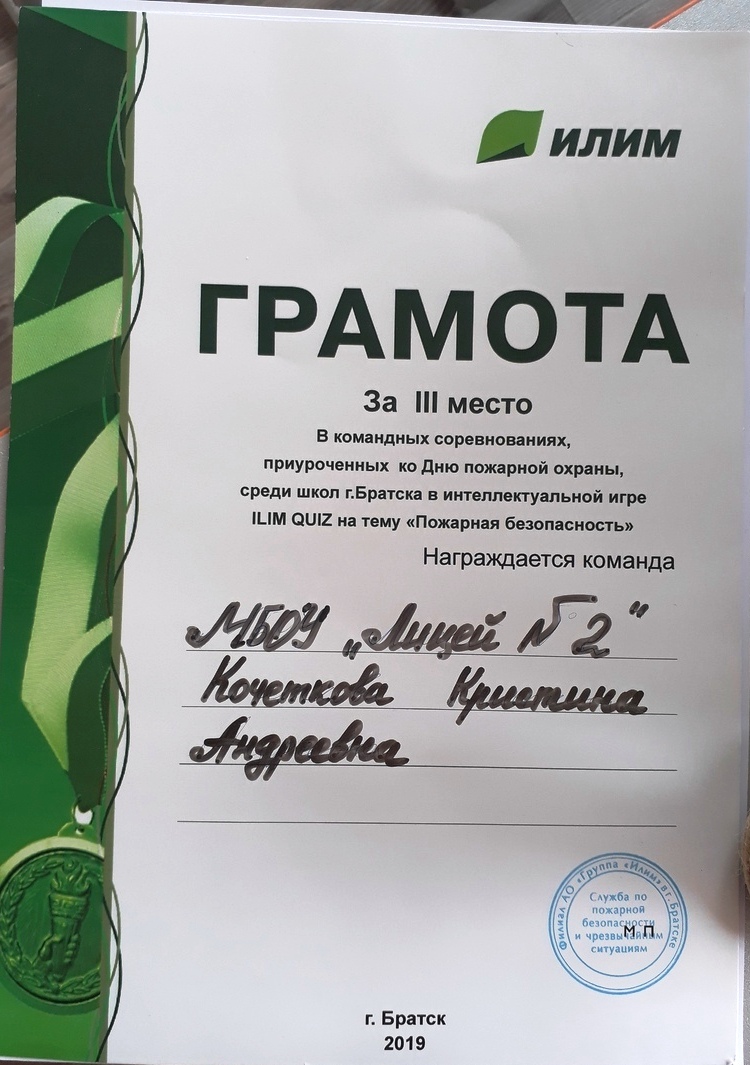 ИЛИМ
ГРАМОТА
За III место
В командных соревнованиях,
приуроченных ко Дню пожарной охраны,
среди школ г.Братска в интеллектуальной игре
ILIM QUIZ на тему «Пожарная безопасность»
Награждается команда
МБОУ „Лицей №2"
Кочеткова Кристина
Андреевна
Филиал АО «Группа «Илим» в г. Братске
Служба по
пожарной
безопасности
и чрезвычайным
ситуациям
М П
г. Братск
2019